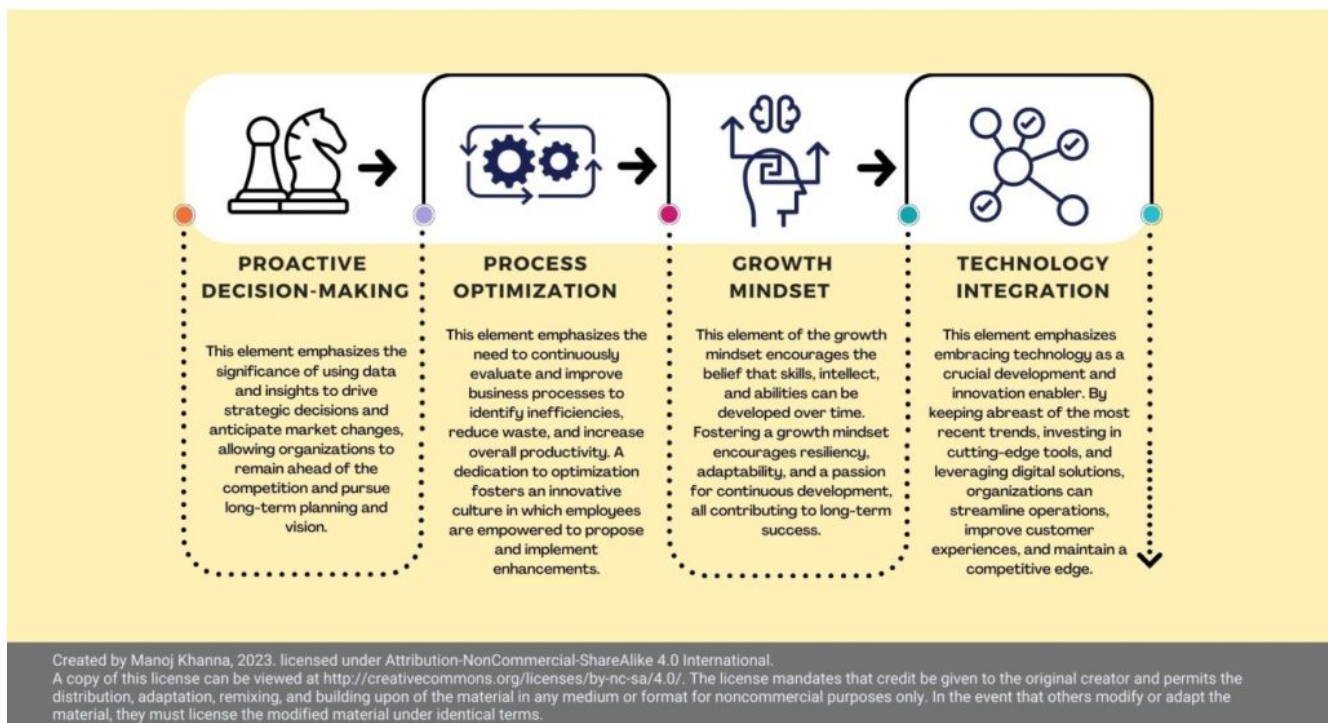 PROACTIVE
DECISION-MAKING
This element emphasizes the
significance of using data
and insights to drive
strategic decisions and
anticipate market changes,
allowing organizations to
remain ahead of the
competition and pursue
long-term planning and
vision.
PROCESS
OPTIMIZATION
This element emphasizes the
need to continuously
evaluate and improve
business processes to
identify inefficiencies,
reduce waste, and increase
overall productivity. A
dedication to optimization
fosters an innovative
culture in which employees
are empowered to propose
and implement
enhancements.
GROWTH
MINDSET
This element of the growth
mindset encourages the
belief that skills, intellect,
and abilities can be
developed over time.
Fostering a growth mindset
encourages resiliency,
adaptability, and a passion
for continuous development,
all contributing to long-term
success.
TECHNOLOGY
INTEGRATION
This element emphasizes
embracing technology as a
crucial development and
innovation enabler. By
keeping abreast of the most
recent trends, investing in
cutting-edge tools, and
leveraging digital solutions,
organizations can
streamline operations,
improve customer
experiences, and maintain a
competitive edge.
Created by Manoj Khanna, 2023. licensed under Attribution-NonCommercial-ShareAlike 4.0 International.
A copy of this license can be viewed at http://creativecommons.org/licenses/by-nc-sa/4.0/. The license mandates that credit be given to the original creator and permits the
distribution, adaptation, remixing, and building upon of the material in any medium or format for noncommercial purposes only. In the event that others modify or adapt the
material, they must license the modified material under identical terms.